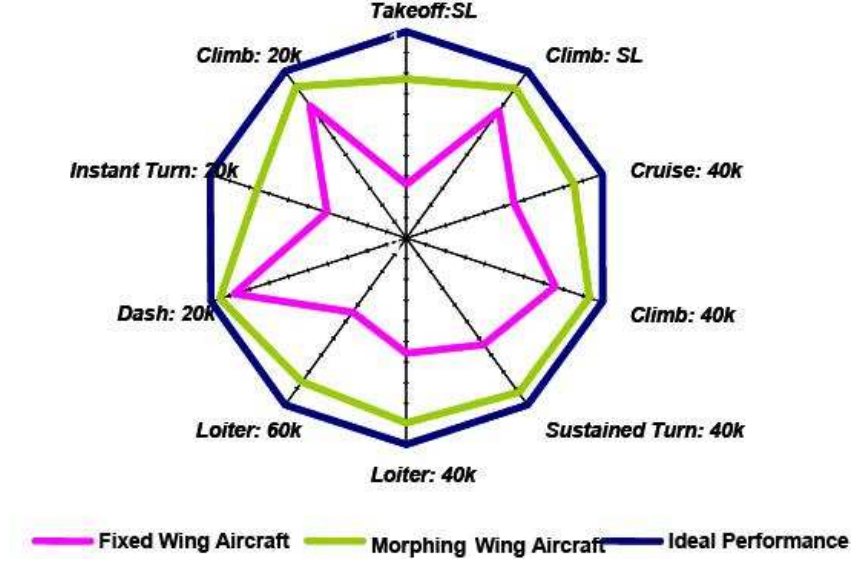 Takeoff:SL
1
Climb: 20k
Climb: SL
Instant Turn: 20k
Cruise: 40k
Dash: 20k
Climb: 40k
Loiter: 60k
Sustained Turn: 40k
Loiter: 40k
Fixed Wing Aircraft
Morphing Wing Aircraft
Ideal Performance